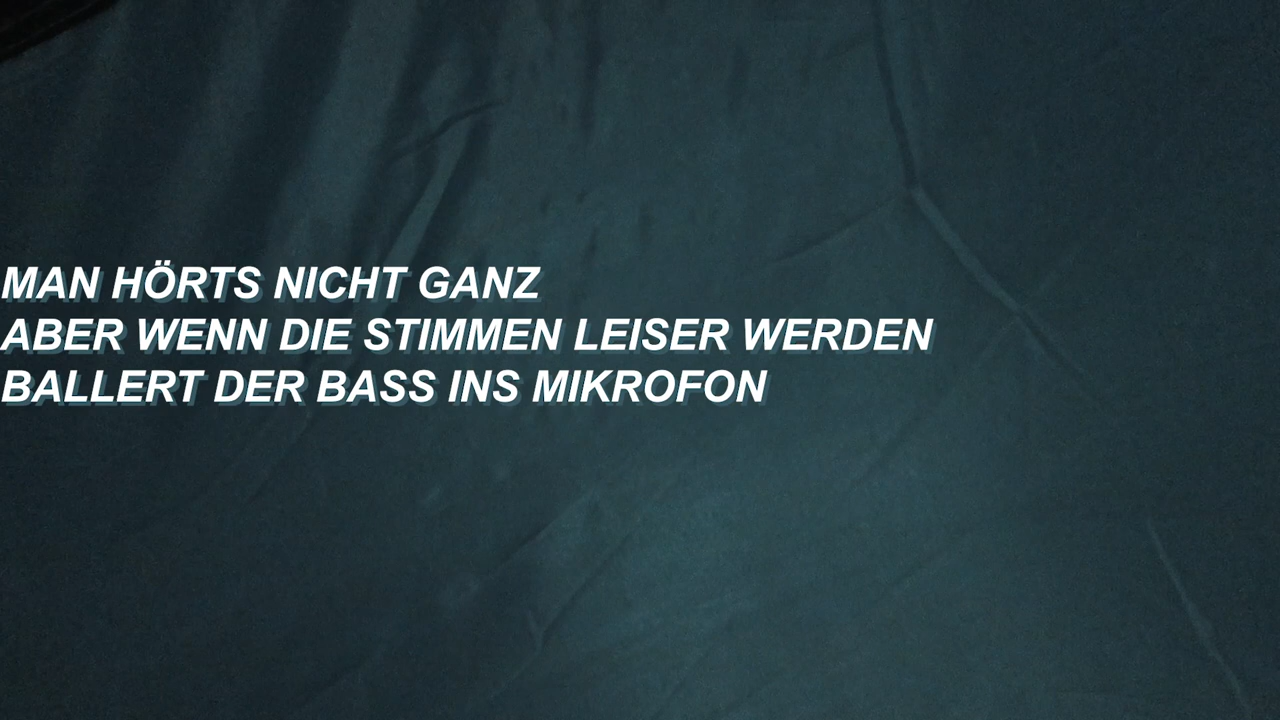 MAN HÖRTS NICHT GANZ
ABER WENN DIE STIMMEN LEISER WERDEN
BALLERT DER BASS INS MIKROFON